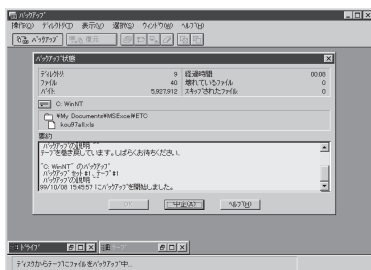 バックアップ
操作(O) ディレクトリ(T) 表示(V) 選択(S) ウィンドウ(W) ヘルプ(H)
バックアップ 復元
バックアップ状態
ディレクトリ: 9 経過時間 00:08
ファイル: 40 壊れているファイル: 0
バイト: 5,927,912 スキップされたファイル: 0
C: WinNT
¥My Documents¥MSExcel¥ETC
kou97all.xls
要約
バックアップの説明 ""
テープを巻き戻しています。しばらくお待ちください。
"C: WinNT" のバックアップ
バックアップ セット #1、テープ #1
バックアップの説明 ""
99/10/08 15:45:57 にバックアップを開始しました。
OK 中止(A) ヘルプ(H)
ドライブ テープ
ディスクからテープにファイルをバックアップ中...